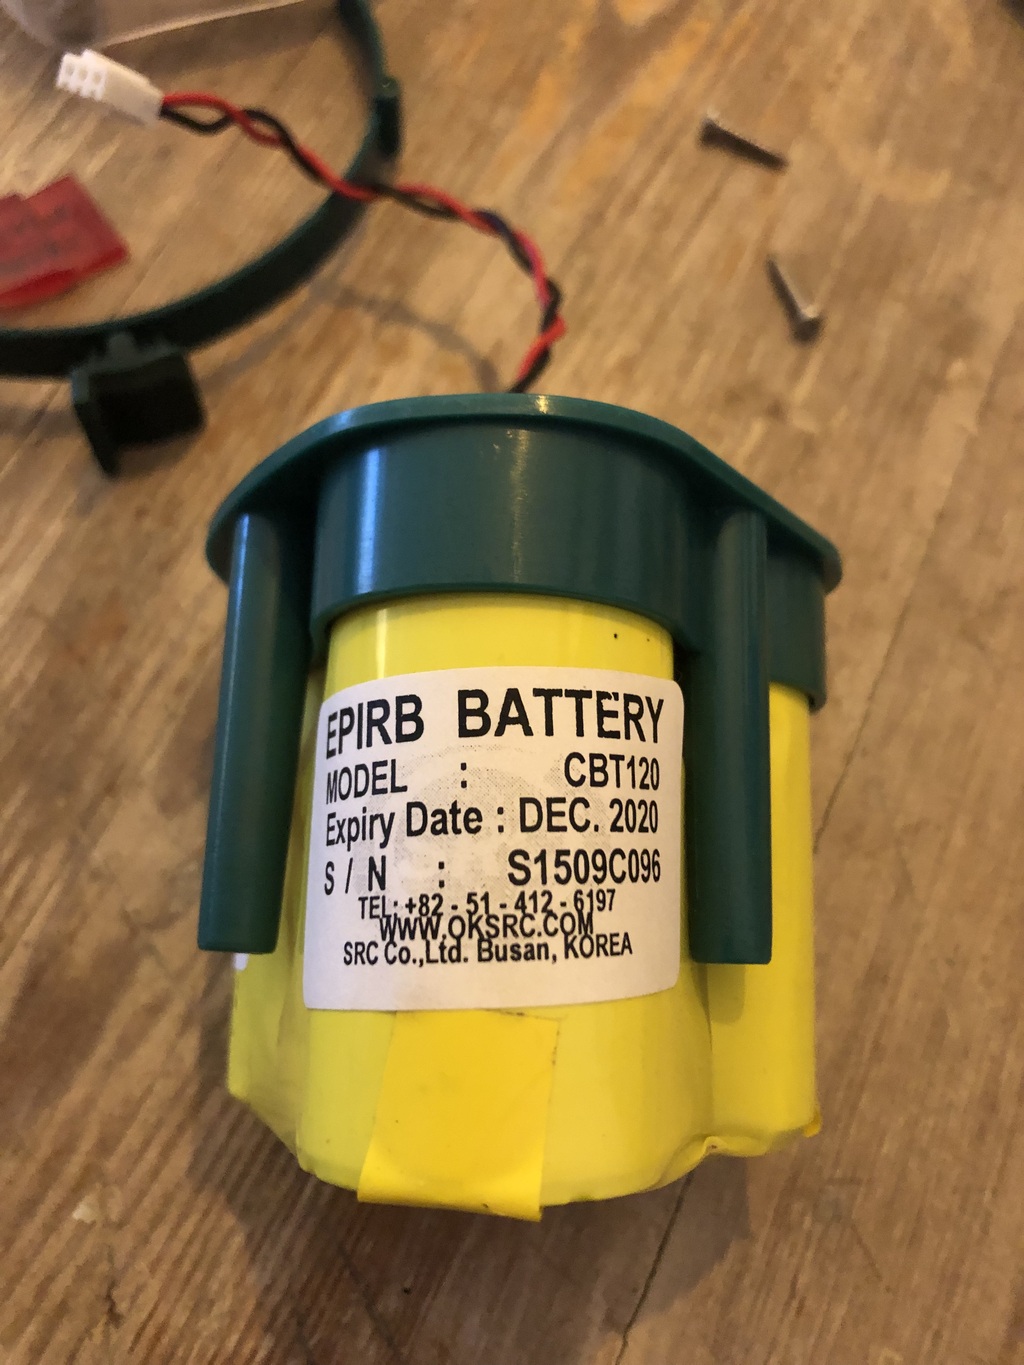 EPIRB BATTERY
MODEL : CBT120
Expiry Date : DEC. 2020
S / N : S1509C096
TEL: +82 - 51 - 412 - 6197
WWW.OKSRC.COM
SRC Co.,Ltd. Busan, KOREA